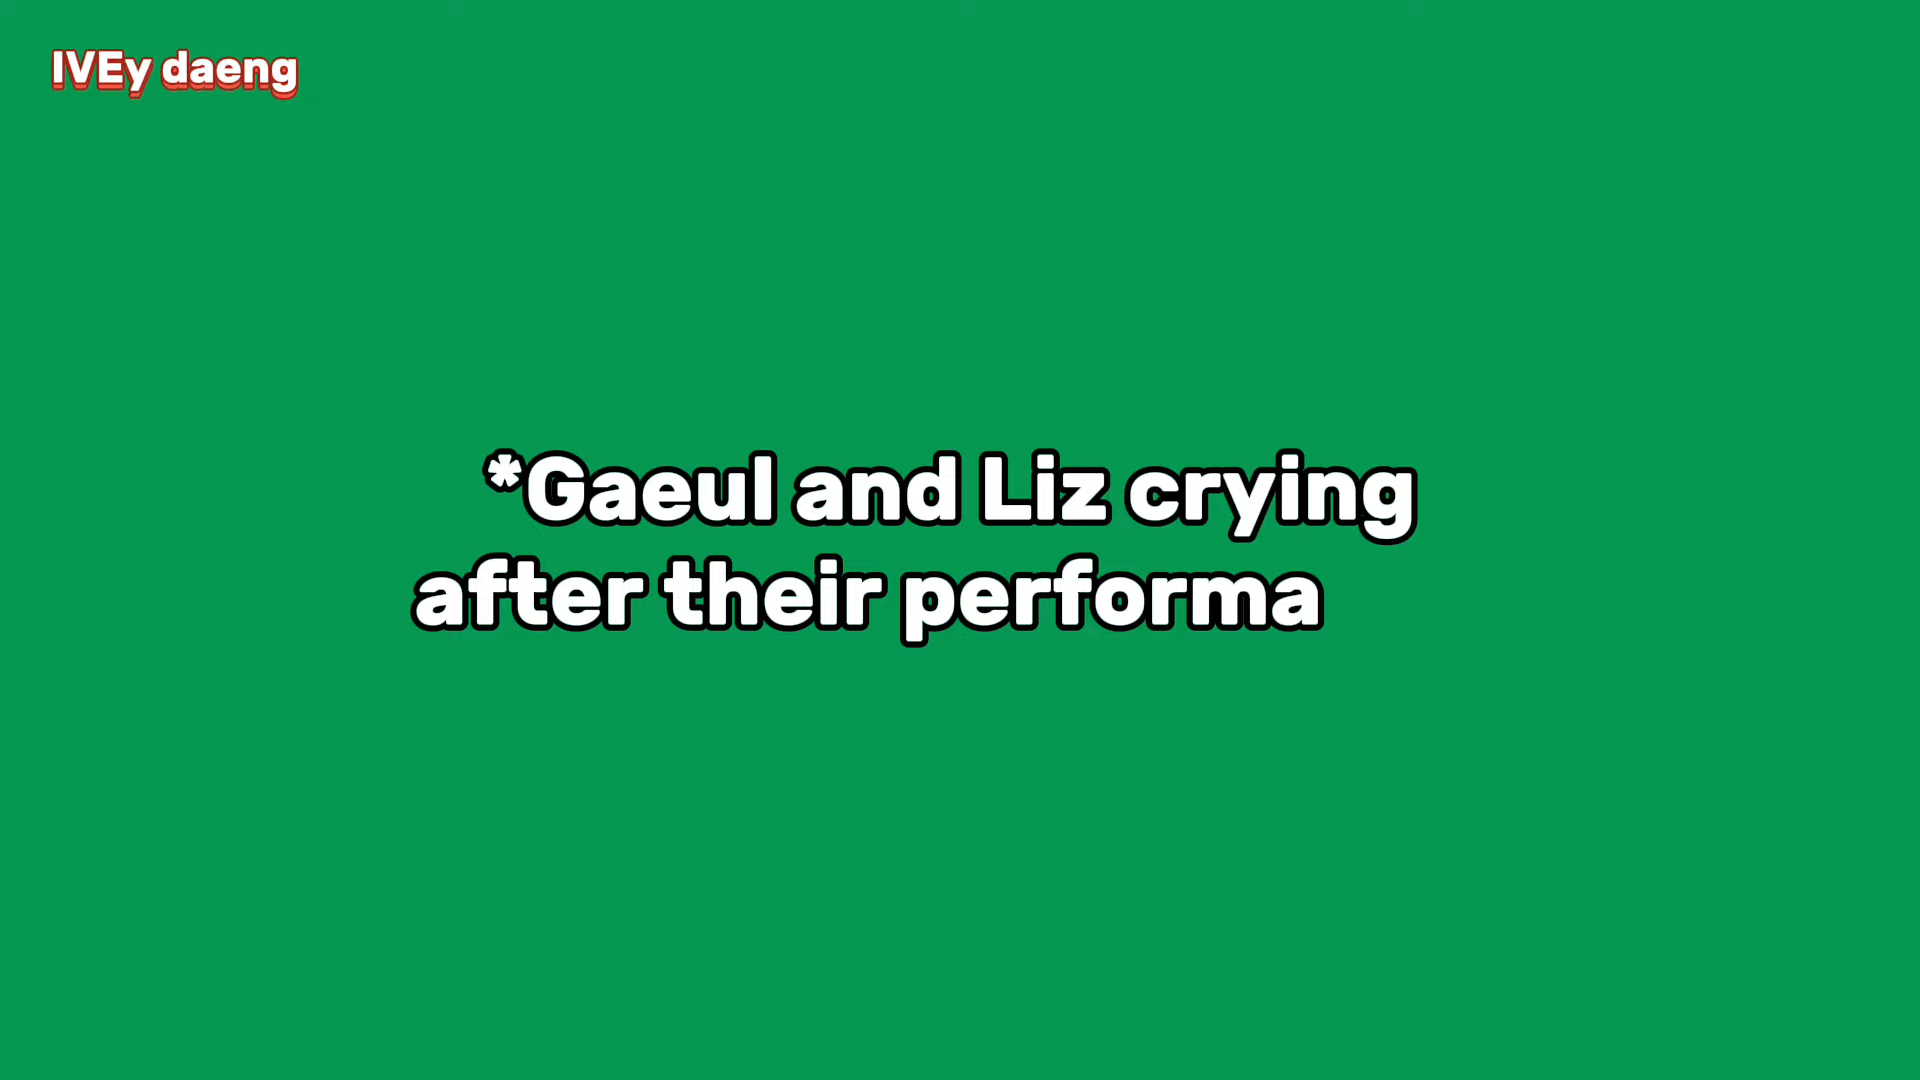 IVEy daeng
*Gaeul and Liz crying
after their performa